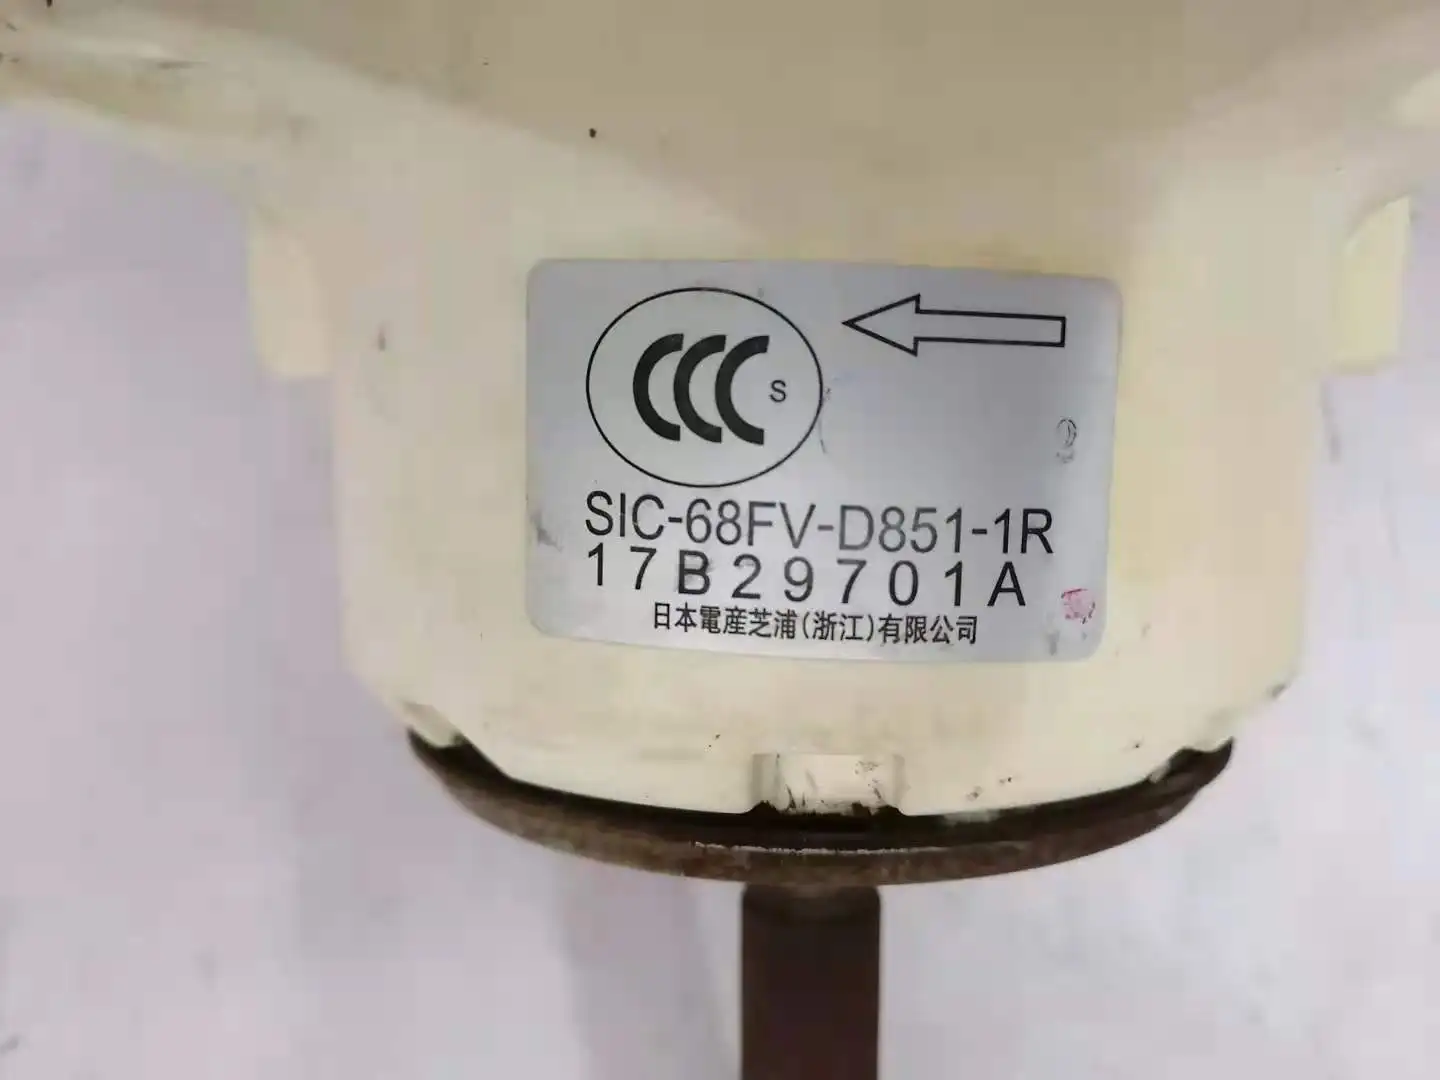 CCC S
SIC-68FV-D851-1R
17B29701A
日本電産芝浦(浙江)有限公司